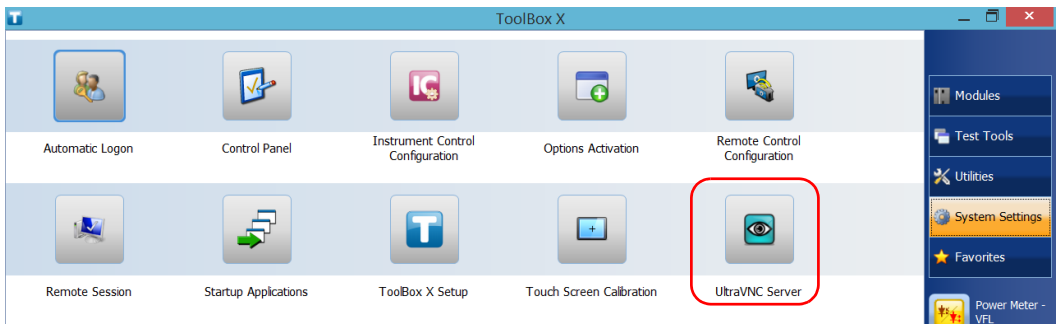 ToolBox X
Automatic Logon
Control Panel
Instrument Control
Configuration
Options Activation
Remote Control
Configuration
Remote Session
Startup Applications
ToolBox X Setup
Touch Screen Calibration
UltraVNC Server
Modules
Test Tools
Utilities
System Settings
Favorites
Power Meter -
VFL